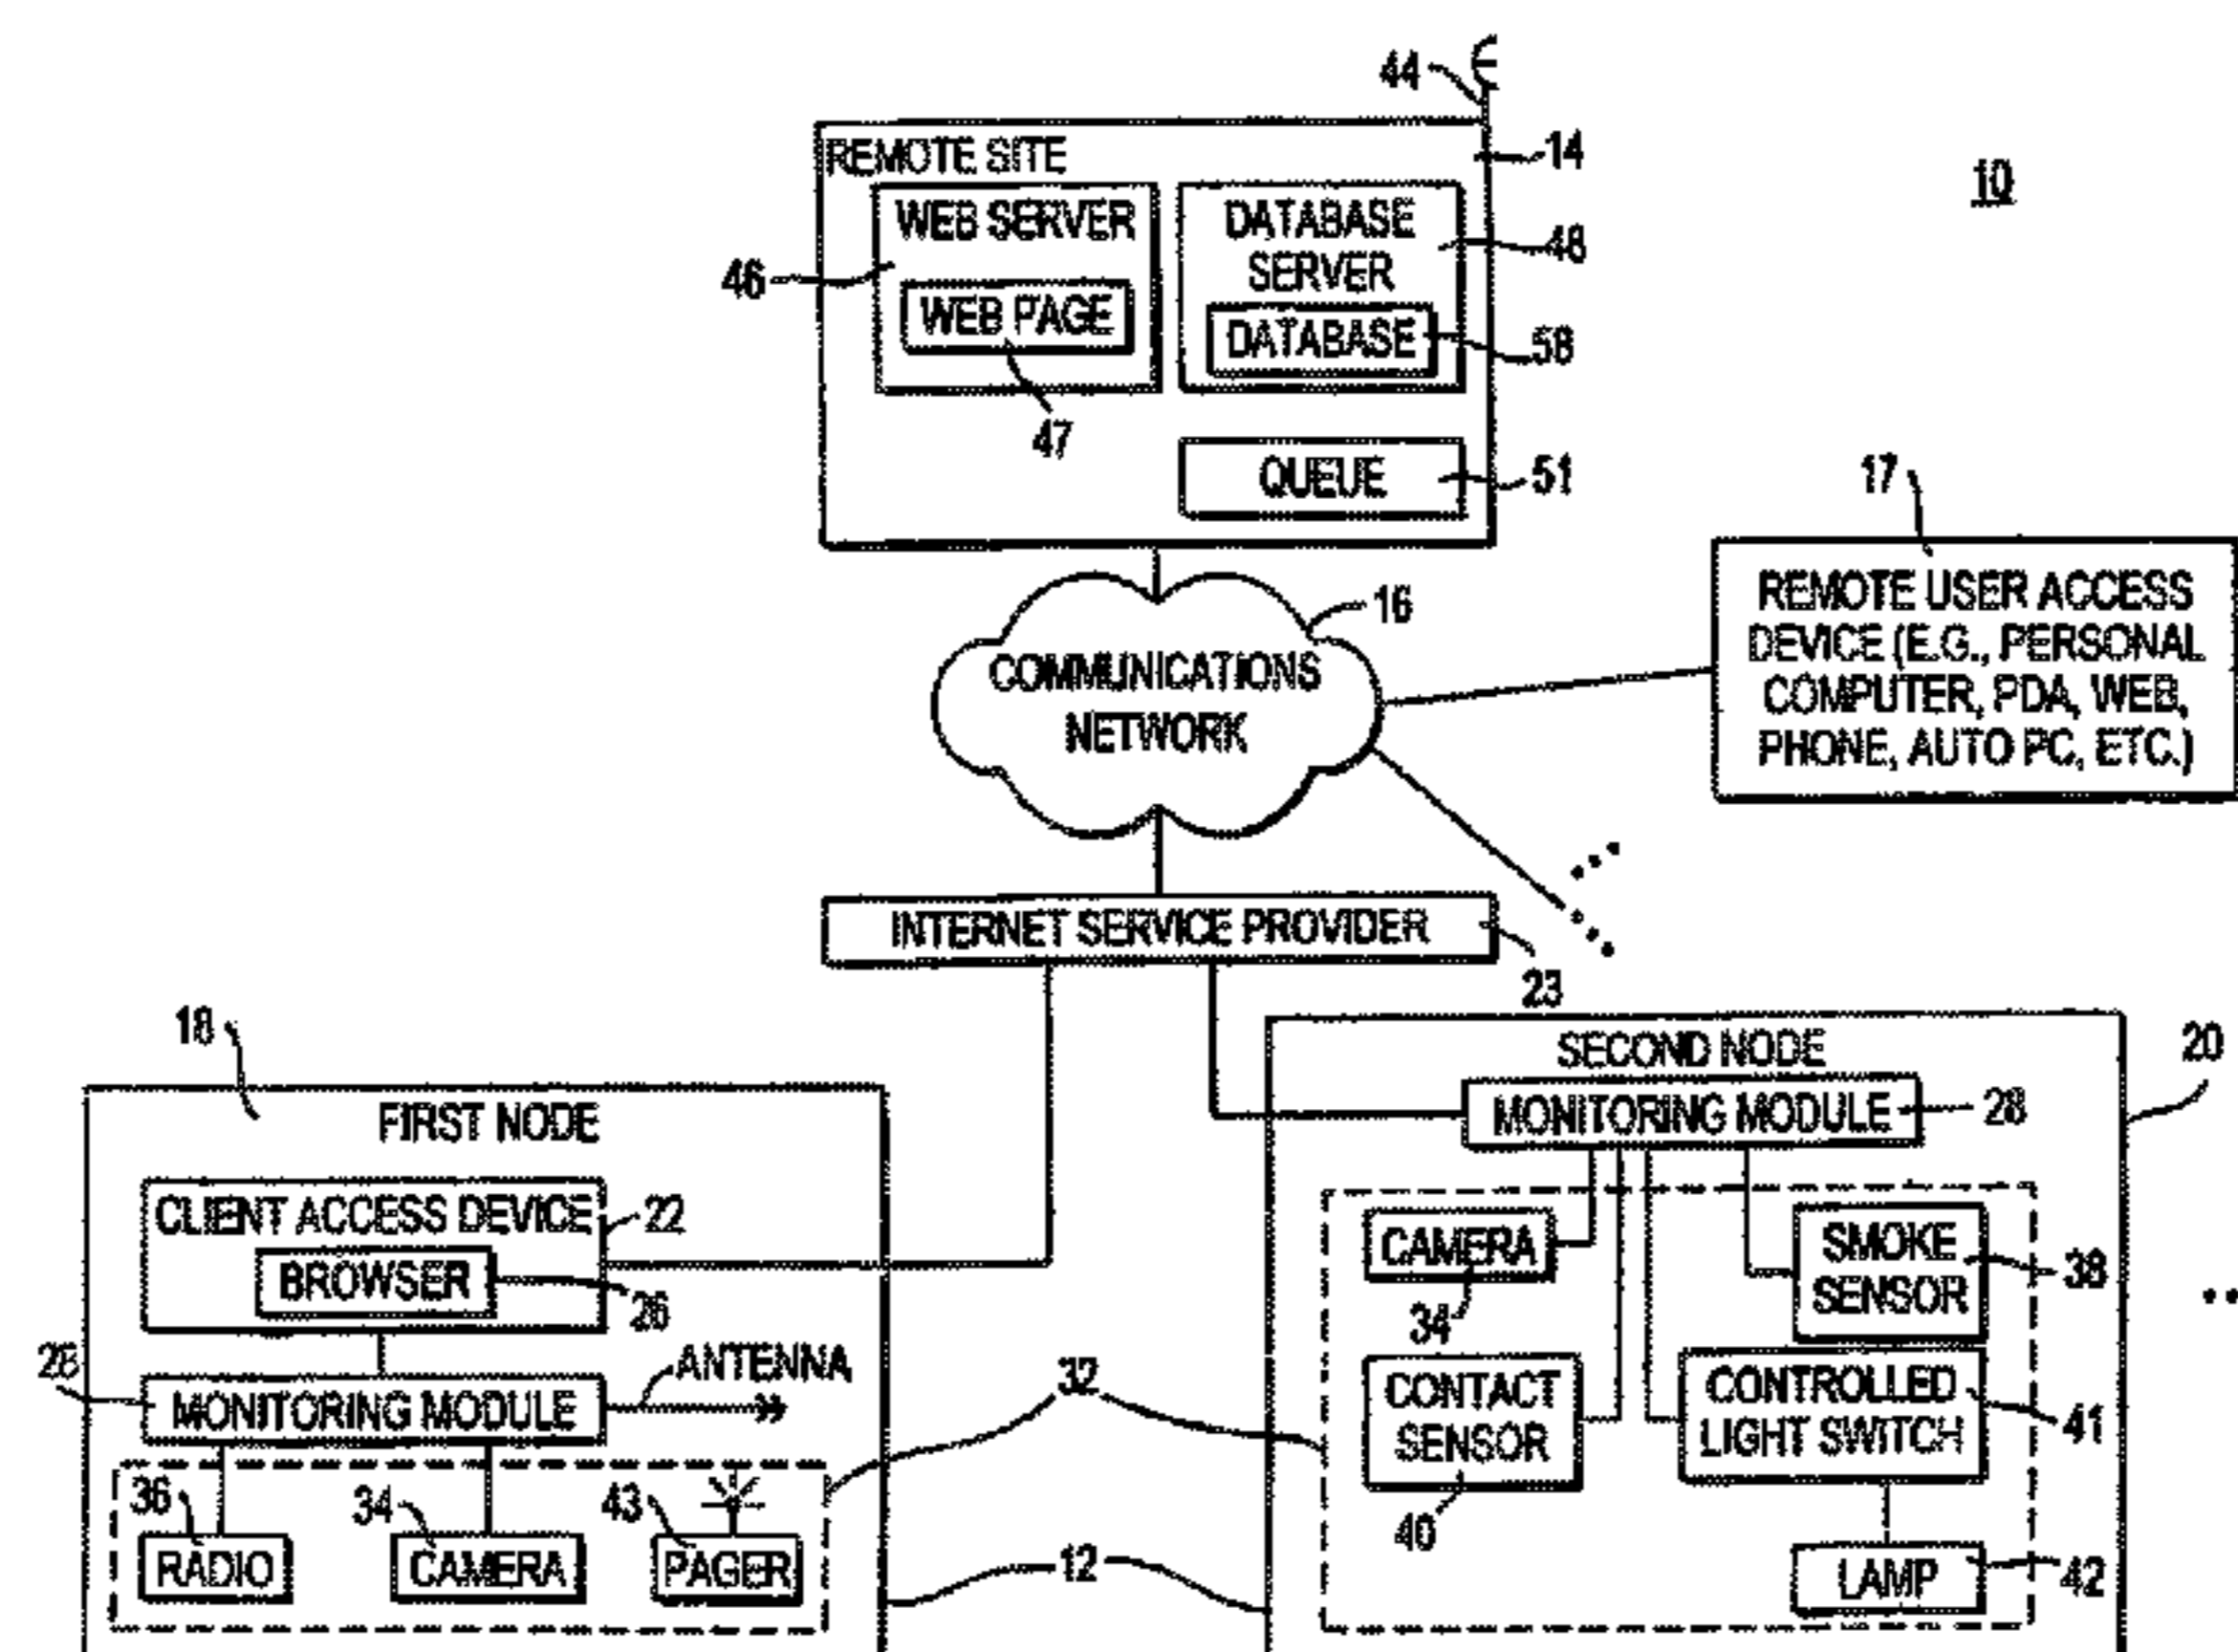 44
REMOTE SITE
14
10
WEB SERVER
DATABASE
SERVER
48
46
WEB PAGE
DATABASE
58
47
QUEUE
51
17
16
COMMUNICATIONS
NETWORK
REMOTE USER ACCESS
DEVICE (E.G., PERSONAL
COMPUTER, PDA, WEB,
PHONE, AUTO PC, ETC.)
INTERNET SERVICE PROVIDER
23
18
FIRST NODE
CLIENT ACCESS DEVICE
22
BROWSER
26
28
MONITORING MODULE
ANTENNA
36
34
43
RADIO
CAMERA
PAGER
32
12
SECOND NODE
20
MONITORING MODULE
28
CAMERA
34
SMOKE
SENSOR
38
CONTACT
SENSOR
40
CONTROLLED
LIGHT SWITCH
41
LAMP
42